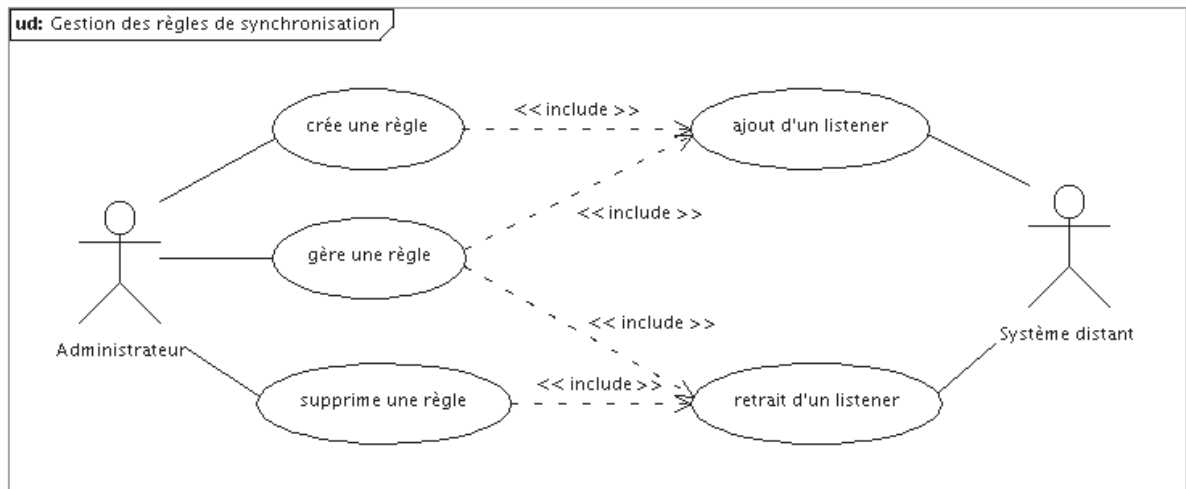 ud: Gestion des règles de synchronisation
crée une règle
<< include >>
ajout d'un listener
<< include >>
gère une règle
<< include >>
Administrateur
Système distant
supprime une règle
<< include >>
retrait d'un listener